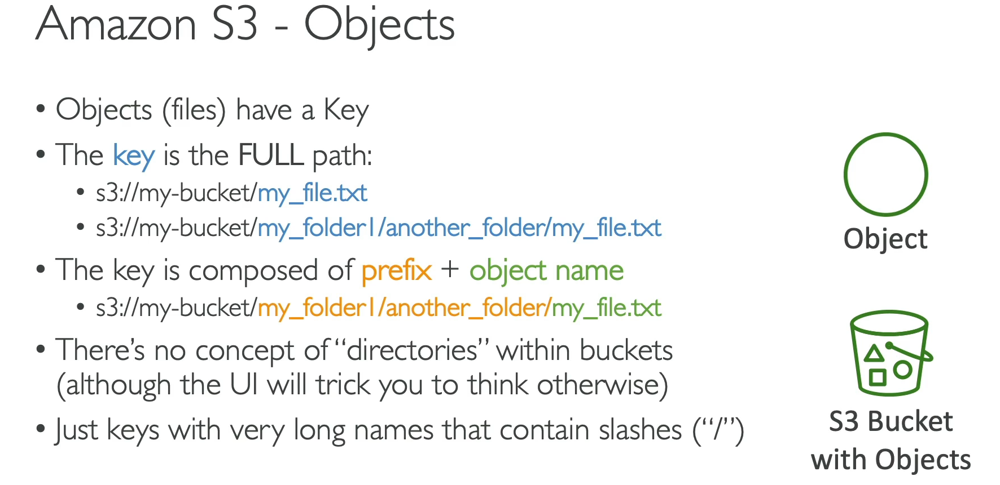 Amazon S3 - Objects
• Objects (files) have a Key
• The key is the FULL path:
• s3://my-bucket/my_file.txt
• s3://my-bucket/my_folder1/another_folder/my_file.txt
• The key is composed of prefix + object name
• s3://my-bucket/my_folder1/another_folder/my_file.txt
• There’s no concept of “directories” within buckets
(although the UI will trick you to think otherwise)
• Just keys with very long names that contain slashes (“/”)
Object
S3 Bucket
with Objects